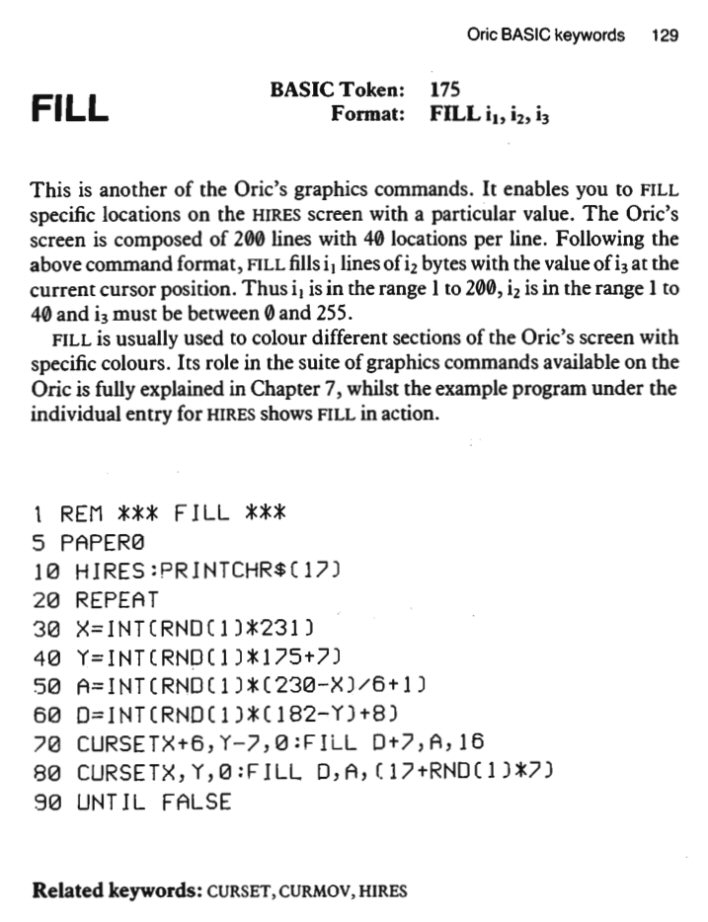 Oric BASIC keywords 129
FILL
BASIC Token: 175
Format: FILL i₁, i₂, i₃
This is another of the Oric's graphics commands. It enables you to FILL
specific locations on the HIRES screen with a particular value. The Oric's
screen is composed of 200 lines with 40 locations per line. Following the
above command format, FILL fills i₁ lines of i₂ bytes with the value of i₃ at the
current cursor position. Thus i₁ is in the range 1 to 200, i₂ is in the range 1 to
40 and i₃ must be between 0 and 255.
FILL is usually used to colour different sections of the Oric's screen with
specific colours. Its role in the suite of graphics commands available on the
Oric is fully explained in Chapter 7, whilst the example program under the
individual entry for HIRES shows FILL in action.
1 REM *** FILL ***
5 PAPER0
10 HIRES:PRINTCHR$(17)
20 REPEAT
30 X=INT(RND(1)*231)
40 Y=INT(RND(1)*175+7)
50 A=INT(RND(1)*(230-X)/6+1)
60 D=INT(RND(1)*(182-Y)+8)
70 CURSETX+6,Y-7,0:FILL D+7,A,16
80 CURSETX,Y,0:FILL D,A,(17+RND(1)*7)
90 UNTIL FALSE
Related keywords: CURSET, CURMOV, HIRES